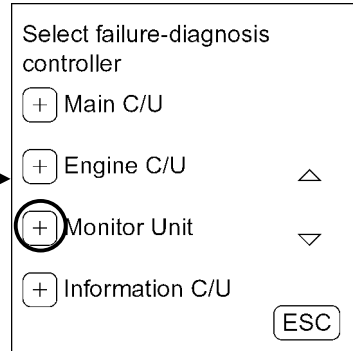 Select failure-diagnosis
controller
+ Main C/U
+ Engine C/U
+ Monitor Unit
+ Information C/U
ESC